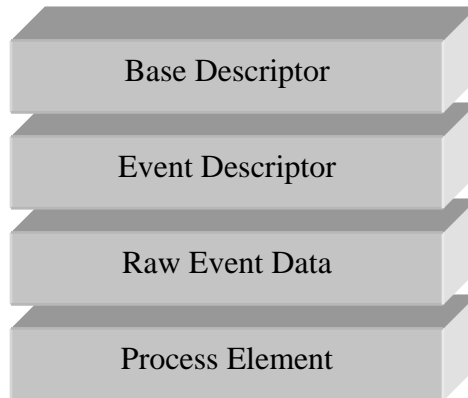 Base Descriptor
Event Descriptor
Raw Event Data
Process Element